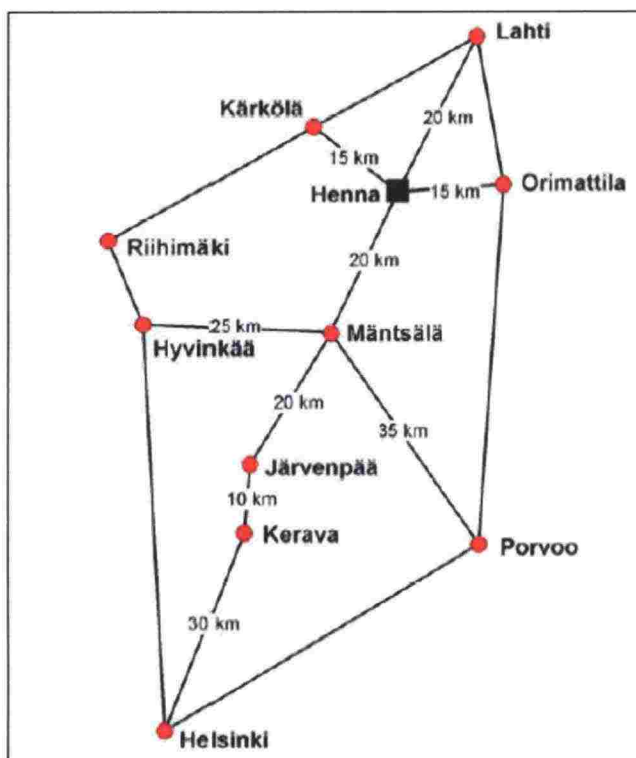 Lahti
Kärkölä
20 km
15 km
Henna
15 km
Orimattila
Riihimäki
20 km
25 km
Mäntsälä
Hyvinkää
20 km
35 km
Järvenpää
10 km
Kerava
Porvoo
30 km
Helsinki